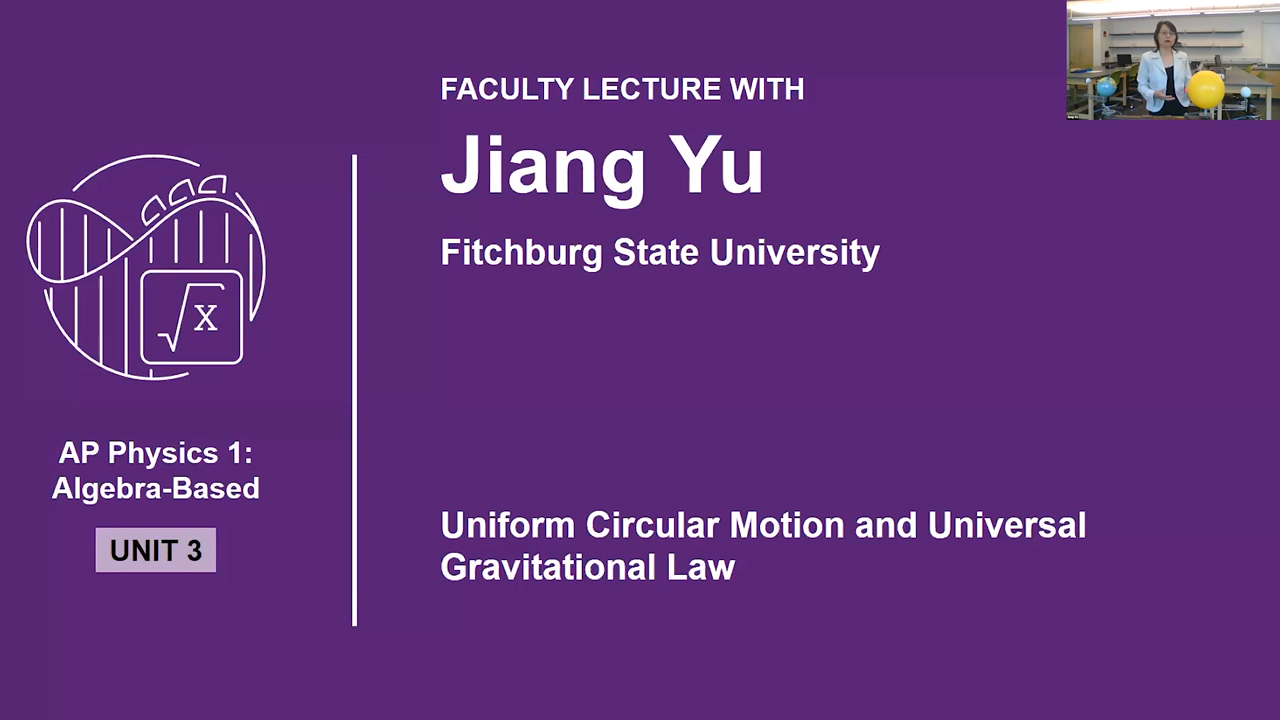 FACULTY LECTURE WITH
Jiang Yu
Fitchburg State University
√x
AP Physics 1:
Algebra-Based
UNIT 3
Uniform Circular Motion and Universal
Gravitational Law